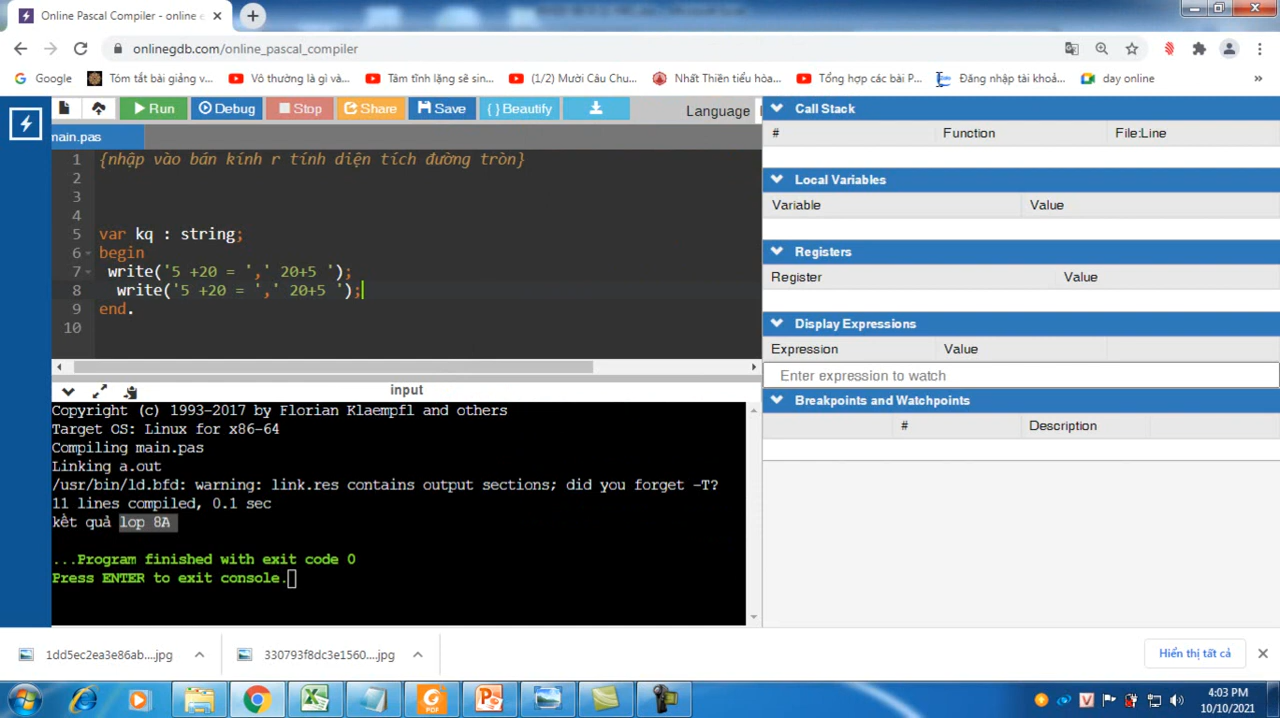 Online Pascal Compiler - online e
onlinegdb.com/online_pascal_compiler
Google Tóm tắt bài giảng v... Vô thường là gì và... Tâm tĩnh lặng sẽ sin... (1/2) Mười Câu Chu... Nhất Thiền tiểu hòa... Tổng hợp các bài P... Đăng nhập tài khoả... day online »
Run Debug Stop Share Save { } Beautify Language
main.pas
1 {nhập vào bán kính r tính diện tích đường tròn}
2
3
4
5 var kq : string;
6 begin
7 write('5 +20 = ',' 20+5 ');
8 write('5 +20 = ',' 20+5 ');
9 end.
10
input
Copyright (c) 1993-2017 by Florian Klaempfl and others
Target OS: Linux for x86-64
Compiling main.pas
Linking a.out
/usr/bin/ld.bfd: warning: link.res contains output sections; did you forget -T?
11 lines compiled, 0.1 sec
kết quả lop 8A
...Program finished with exit code 0
Press ENTER to exit console.
Call Stack
# Function File:Line
Local Variables
Variable Value
Registers
Register Value
Display Expressions
Expression Value
Enter expression to watch
Breakpoints and Watchpoints
# Description
1dd5ec2ea3e86ab....jpg 330793f8dc3e1560....jpg Hiển thị tất cả
PDF
V
4:03 PM
10/10/2021